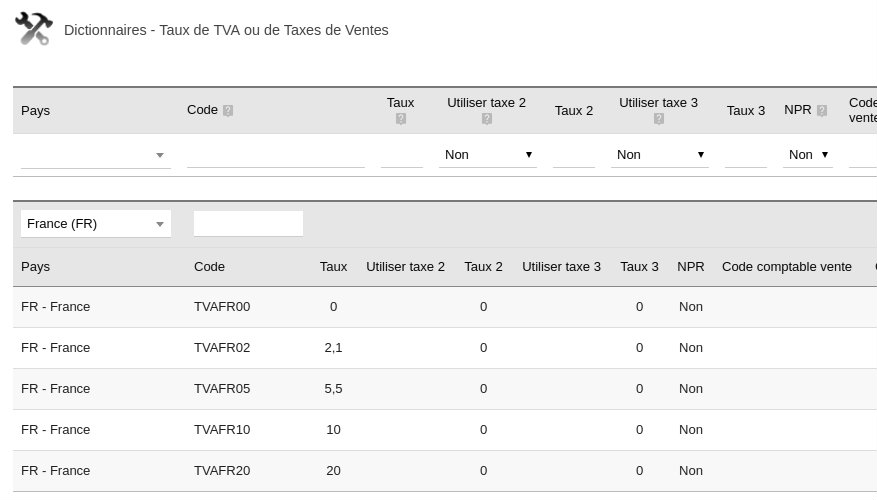 Dictionnaires - Taux de TVA ou de Taxes de Ventes
Pays Code ? Taux ? Utiliser taxe 2 ? Taux 2 Utiliser taxe 3 ? Taux 3 NPR ? Code
vente
Non Non Non
France (FR)
Pays Code Taux Utiliser taxe 2 Taux 2 Utiliser taxe 3 Taux 3 NPR Code comptable vente
FR - France TVAFR00 0 0 0 Non
FR - France TVAFR02 2,1 0 0 Non
FR - France TVAFR05 5,5 0 0 Non
FR - France TVAFR10 10 0 0 Non
FR - France TVAFR20 20 0 0 Non